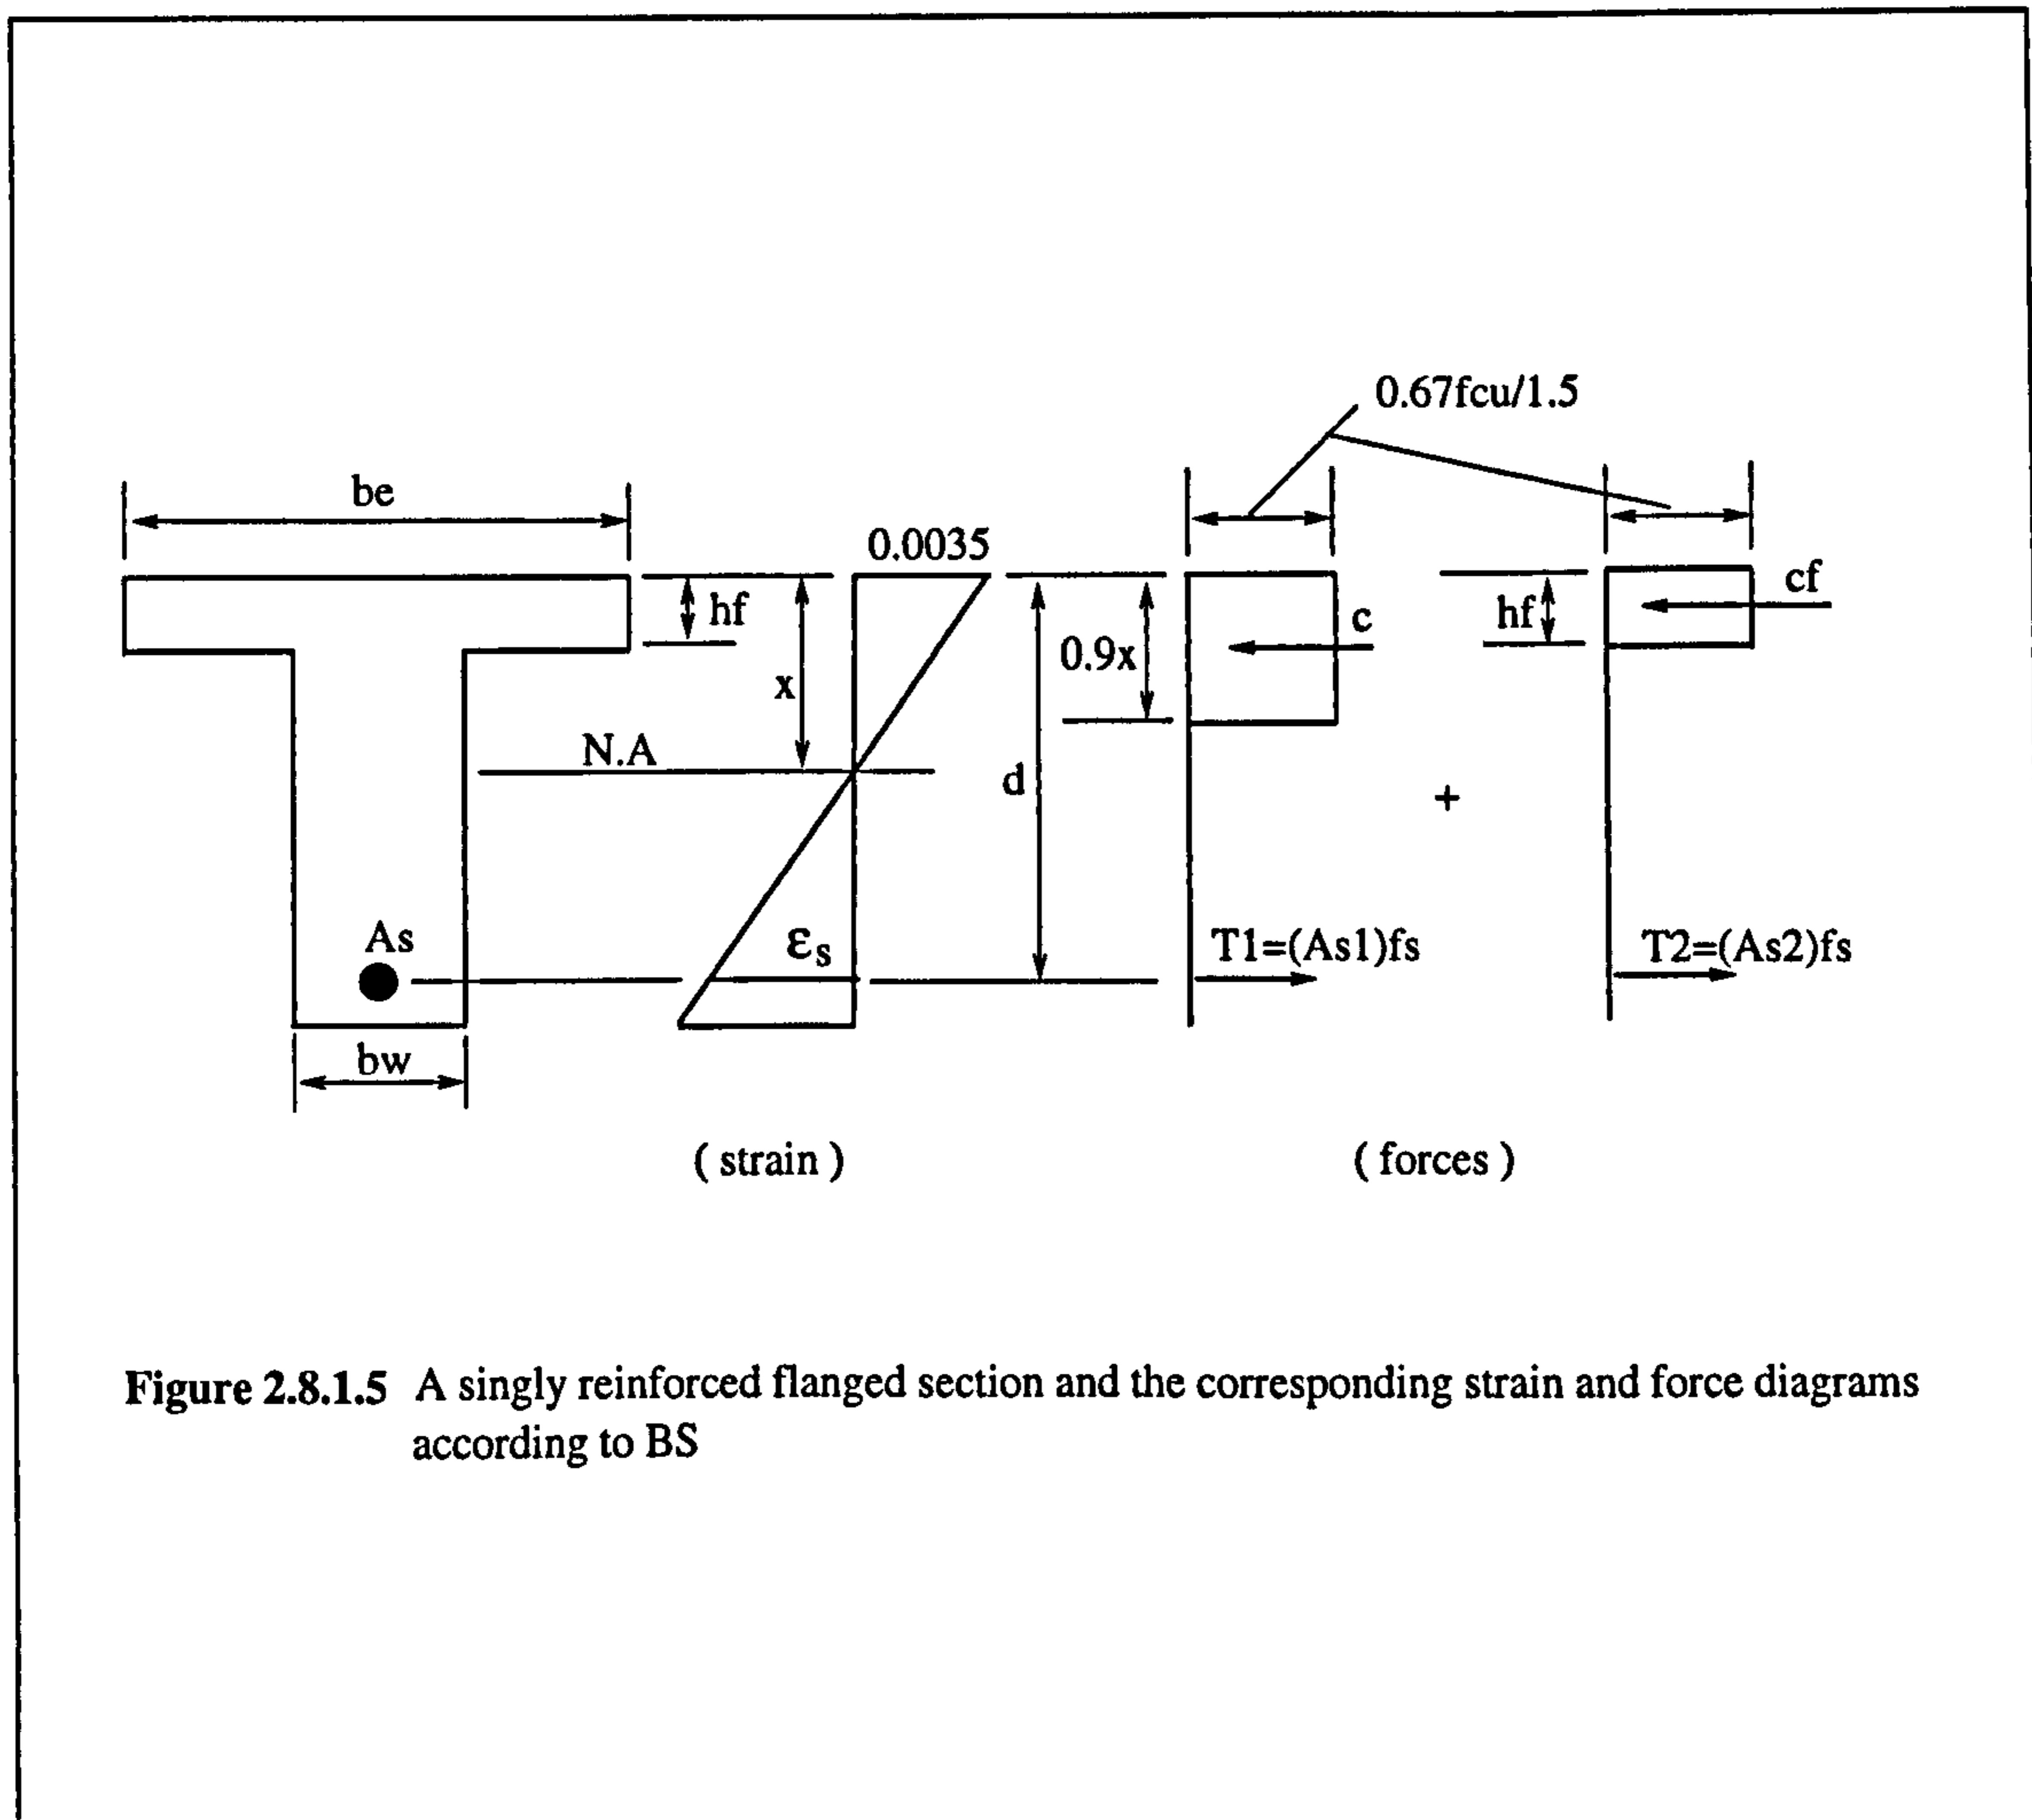 0.67fcu/1.5
be
0.0035
hf
x
0.9x
c
hf
cf
N.A
d
+
As
εs
T1=(As1)fs
T2=(As2)fs
bw
( strain )
( forces )
Figure 2.8.1.5 A singly reinforced flanged section and the corresponding strain and force diagrams
according to BS